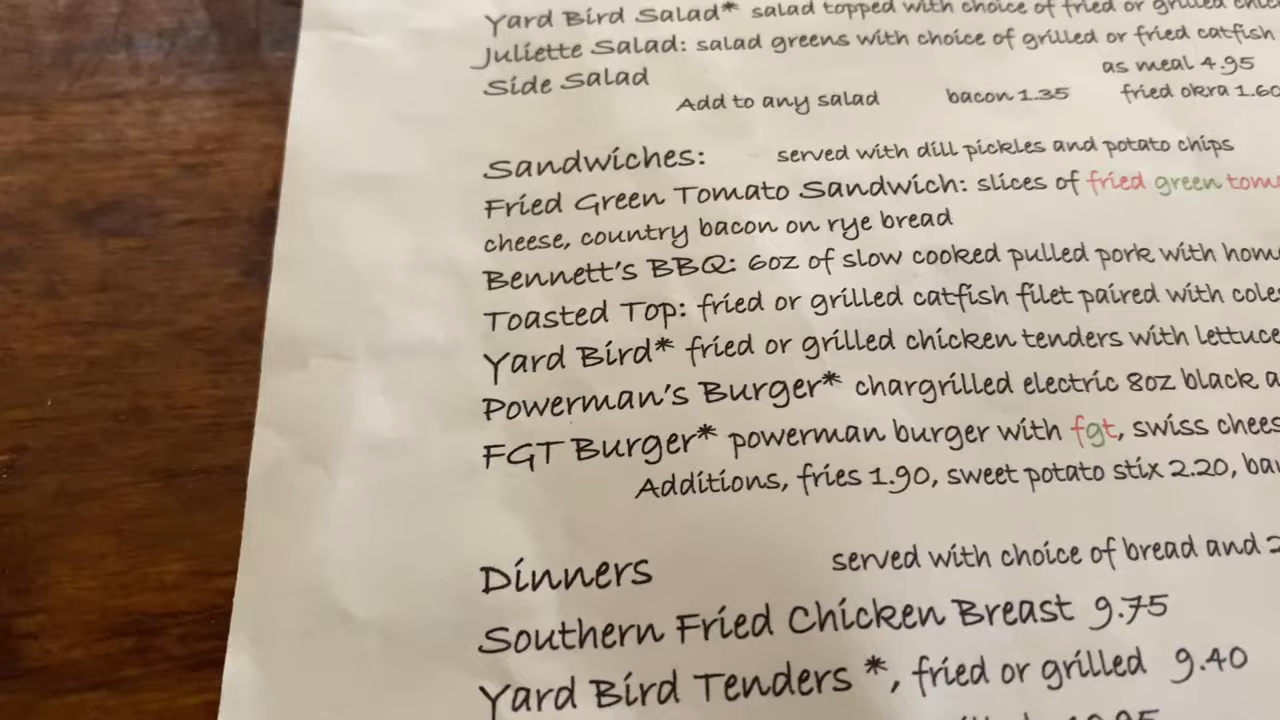 Yard Bird Salad* salad topped with choice of fried or grilled
Juliette Salad: salad greens with choice of grilled or fried catfish
as meal 4.95
Side Salad
Add to any salad bacon 1.35 fried okra 1.60
Sandwiches: served with dill pickles and potato chips
Fried Green Tomato Sandwich: slices of fried green
cheese, country bacon on rye bread
Bennett's BBQ: 6oz of slow cooked pulled pork with
Toasted Top: fried or grilled catfish filet paired with
Yard Bird* fried or grilled chicken tenders with lettuce
Powerman's Burger* chargrilled electric 8oz black
FGT Burger* powerman burger with fgt, swiss
Additions, fries 1.90, sweet potato stix 2.20,
Dinners served with choice of bread and 2
Southern Fried Chicken Breast 9.75
Yard Bird Tenders *, fried or grilled 9.40